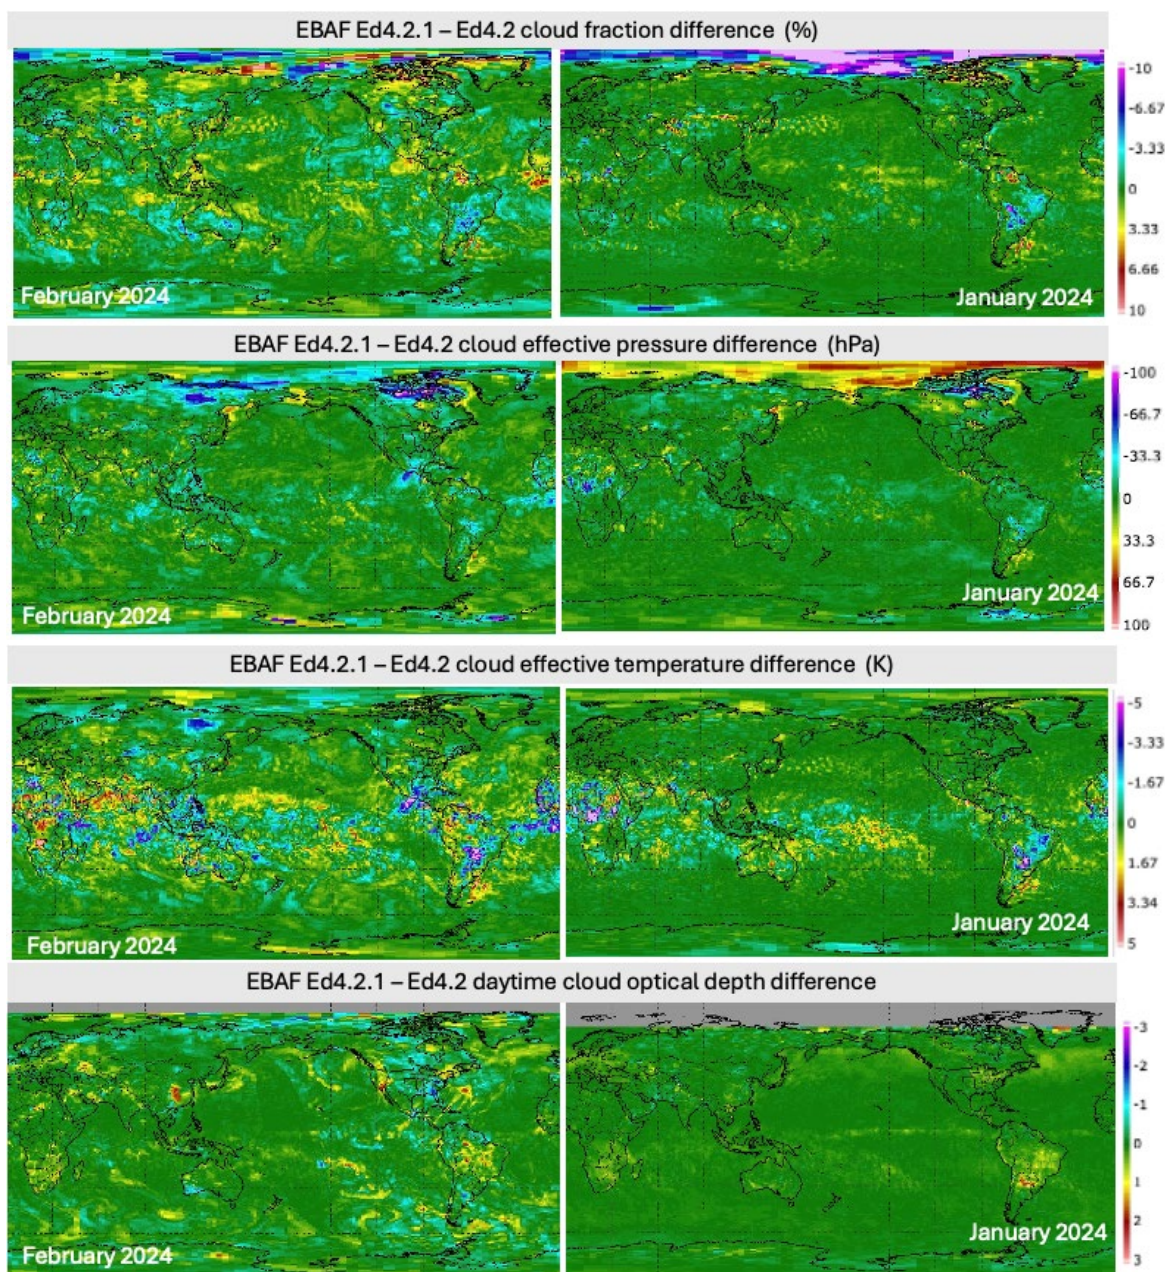 EBAF Ed4.2.1 – Ed4.2 cloud fraction difference (%)
-10
-6.67
-3.33
0
3.33
6.66
10
February 2024
January 2024
EBAF Ed4.2.1 – Ed4.2 cloud effective pressure difference (hPa)
-100
-66.7
-33.3
0
33.3
66.7
100
January 2024
February 2024
EBAF Ed4.2.1 – Ed4.2 cloud effective temperature difference (K)
-5
-3.33
-1.67
0
1.67
3.34
5
January 2024
February 2024
EBAF Ed4.2.1 – Ed4.2 daytime cloud optical depth difference
-3
-2
-1
0
1
2
3
January 2024
February 2024